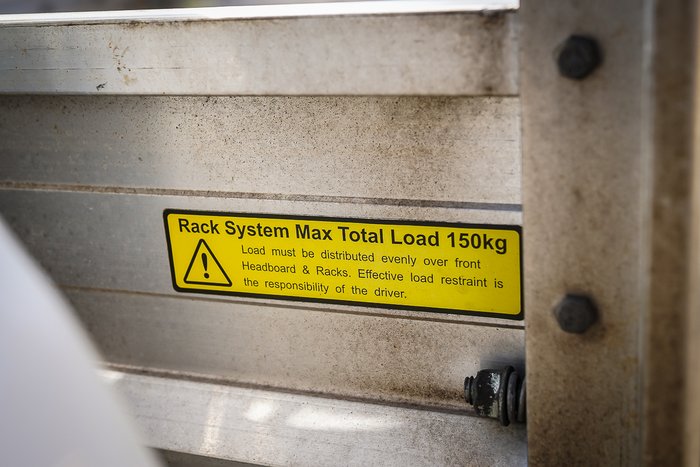 Rack System Max Total Load 150kg
Load must be distributed evenly over front
Headboard & Racks. Effective load restraint is
the responsibility of the driver.